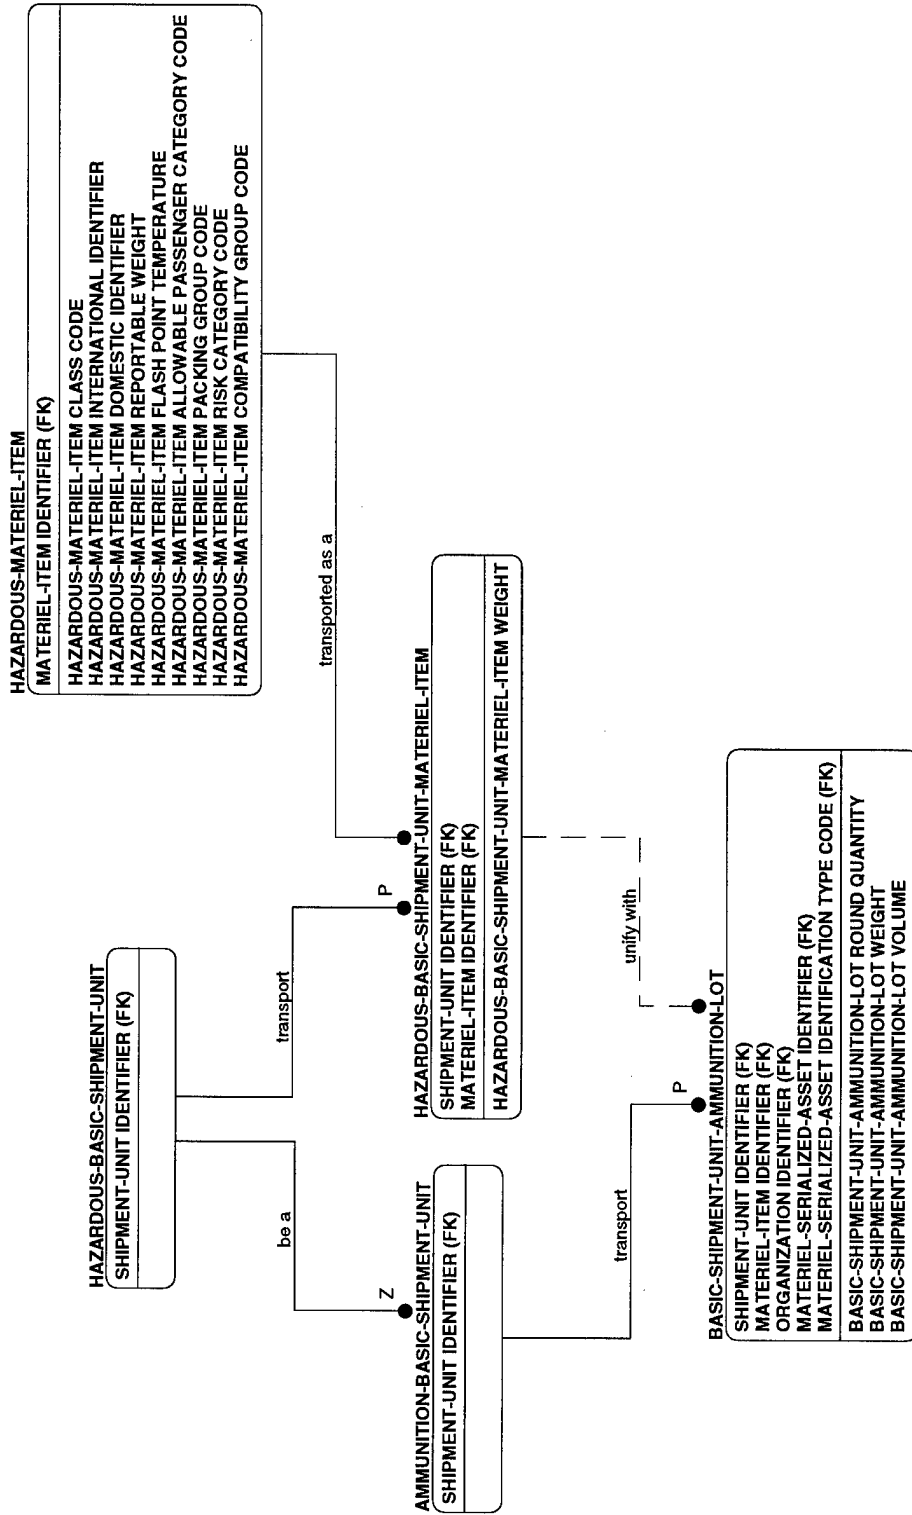 HAZARDOUS-MATERIEL-ITEM
MATERIEL-ITEM IDENTIFIER (FK)
HAZARDOUS-MATERIEL-ITEM CLASS CODE
HAZARDOUS-MATERIEL-ITEM INTERNATIONAL IDENTIFIER
HAZARDOUS-MATERIEL-ITEM DOMESTIC IDENTIFIER
HAZARDOUS-MATERIEL-ITEM REPORTABLE WEIGHT
HAZARDOUS-MATERIEL-ITEM FLASH POINT TEMPERATURE
HAZARDOUS-MATERIEL-ITEM ALLOWABLE PASSENGER CATEGORY CODE
HAZARDOUS-MATERIEL-ITEM PACKING GROUP CODE
HAZARDOUS-MATERIEL-ITEM RISK CATEGORY CODE
HAZARDOUS-MATERIEL-ITEM COMPATIBILITY GROUP CODE
HAZARDOUS-BASIC-SHIPMENT-UNIT
SHIPMENT-UNIT IDENTIFIER (FK)
be a
transport
transported as a
Z
P
AMMUNITION-BASIC-SHIPMENT-UNIT
SHIPMENT-UNIT IDENTIFIER (FK)
HAZARDOUS-BASIC-SHIPMENT-UNIT-MATERIEL-ITEM
SHIPMENT-UNIT IDENTIFIER (FK)
MATERIEL-ITEM IDENTIFIER (FK)
HAZARDOUS-BASIC-SHIPMENT-UNIT-MATERIEL-ITEM WEIGHT
transport
unify with
P
BASIC-SHIPMENT-UNIT-AMMUNITION-LOT
SHIPMENT-UNIT IDENTIFIER (FK)
MATERIEL-ITEM IDENTIFIER (FK)
ORGANIZATION IDENTIFIER (FK)
MATERIEL-SERIALIZED-ASSET IDENTIFIER (FK)
MATERIEL-SERIALIZED-ASSET IDENTIFICATION TYPE CODE (FK)
BASIC-SHIPMENT-UNIT-AMMUNITION-LOT ROUND QUANTITY
BASIC-SHIPMENT-UNIT-AMMUNITION-LOT WEIGHT
BASIC-SHIPMENT-UNIT-AMMUNITION-LOT VOLUME